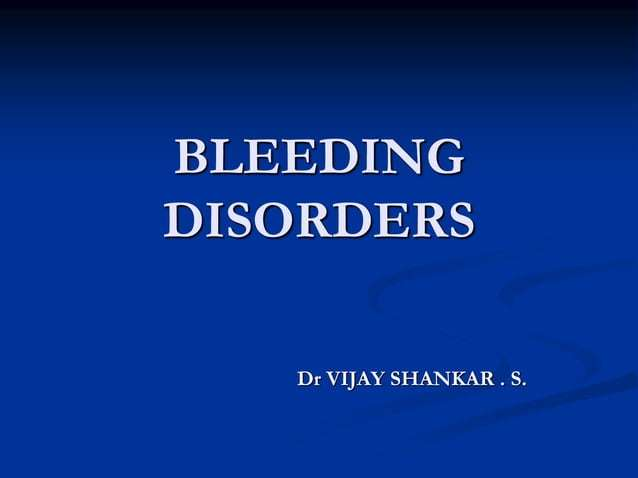 BLEEDING
DISORDERS
Dr VIJAY SHANKAR . S.